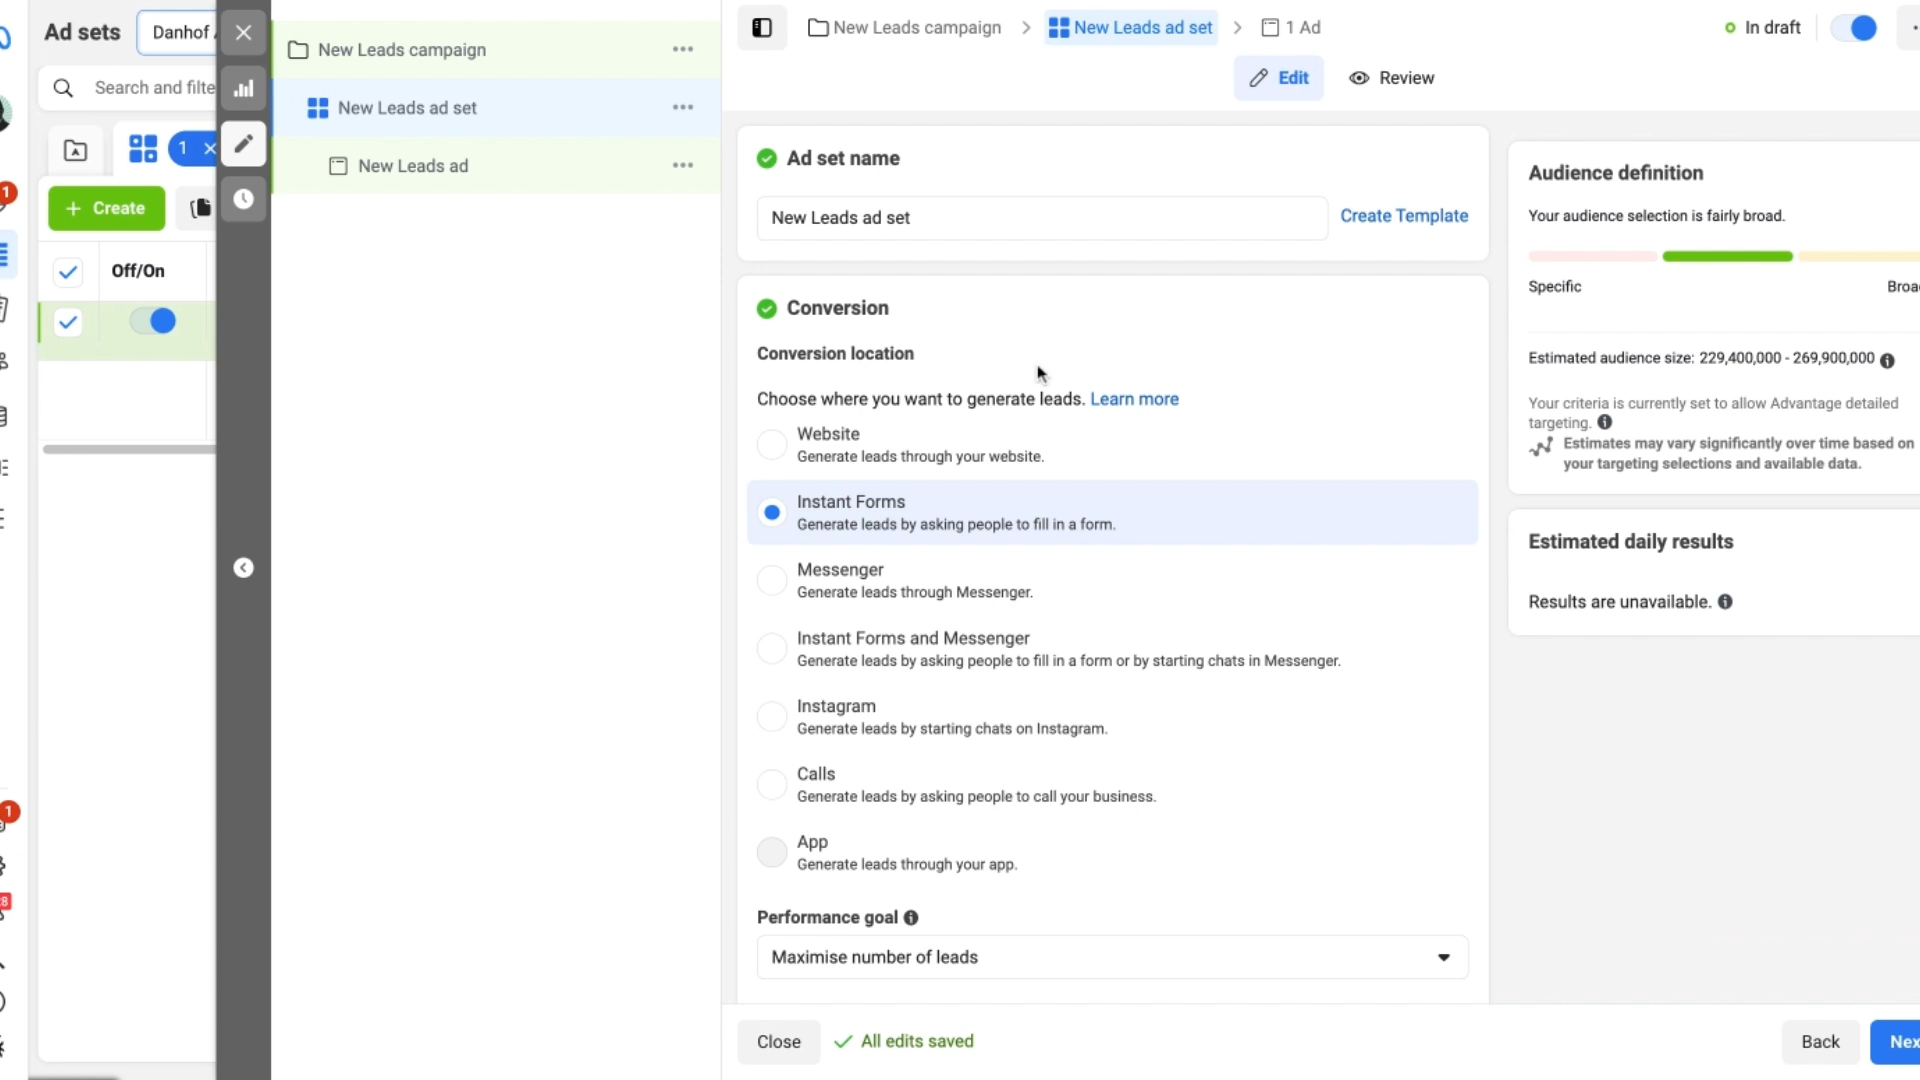 Ad sets
Danhof
Search and filte
1
Create
Off/On
1
1
New Leads campaign
New Leads ad set
New Leads ad
New Leads campaign
New Leads ad set
1 Ad
In draft
Edit
Review
Ad set name
New Leads ad set
Create Template
Conversion
Conversion location
Choose where you want to generate leads. Learn more
Website
Generate leads through your website.
Instant Forms
Generate leads by asking people to fill in a form.
Messenger
Generate leads through Messenger.
Instant Forms and Messenger
Generate leads by asking people to fill in a form or by starting chats in Messenger.
Instagram
Generate leads by starting chats on Instagram.
Calls
Generate leads by asking people to call your business.
App
Generate leads through your app.
Performance goal
Maximise number of leads
Close
All edits saved
Back
Nex
Audience definition
Your audience selection is fairly broad.
Specific
Broa
Estimated audience size: 229,400,000 - 269,900,000
Your criteria is currently set to allow Advantage detailed
targeting.
Estimates may vary significantly over time based on
your targeting selections and available data.
Estimated daily results
Results are unavailable.